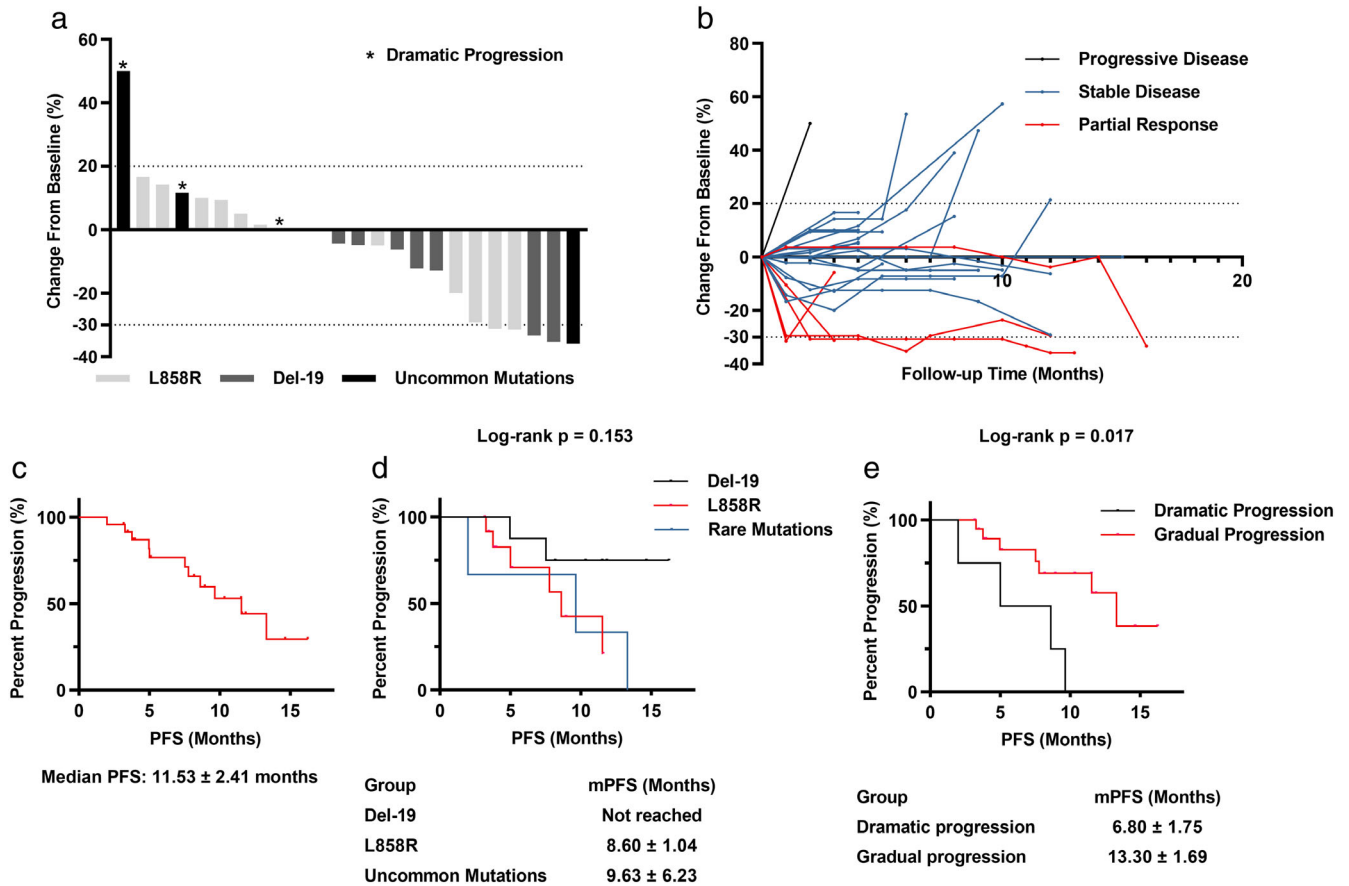 a
60
40
20
0
-20
-30
-40
Change From Baseline (%)
*
*
*
* Dramatic Progression
L858R Del-19 Uncommon Mutations
b
80
60
40
20
0
-20
-30
-40
Change From Baseline (%)
10
20
Follow-up Time (Months)
Progressive Disease
Stable Disease
Partial Response
c
100
50
0
Percent Progression (%)
0 5 10 15
PFS (Months)
Median PFS: 11.53 ± 2.41 months
Log-rank p = 0.153
d
Del-19
L858R
Rare Mutations
100
50
0
Percent Progression (%)
0 5 10 15
PFS (Months)
Group mPFS (Months)
Del-19 Not reached
L858R 8.60 ± 1.04
Uncommon Mutations 9.63 ± 6.23
Log-rank p = 0.017
e
Dramatic Progression
Gradual Progression
100
50
0
Percent Progression (%)
0 5 10 15
PFS (Months)
Group mPFS (Months)
Dramatic progression 6.80 ± 1.75
Gradual progression 13.30 ± 1.69